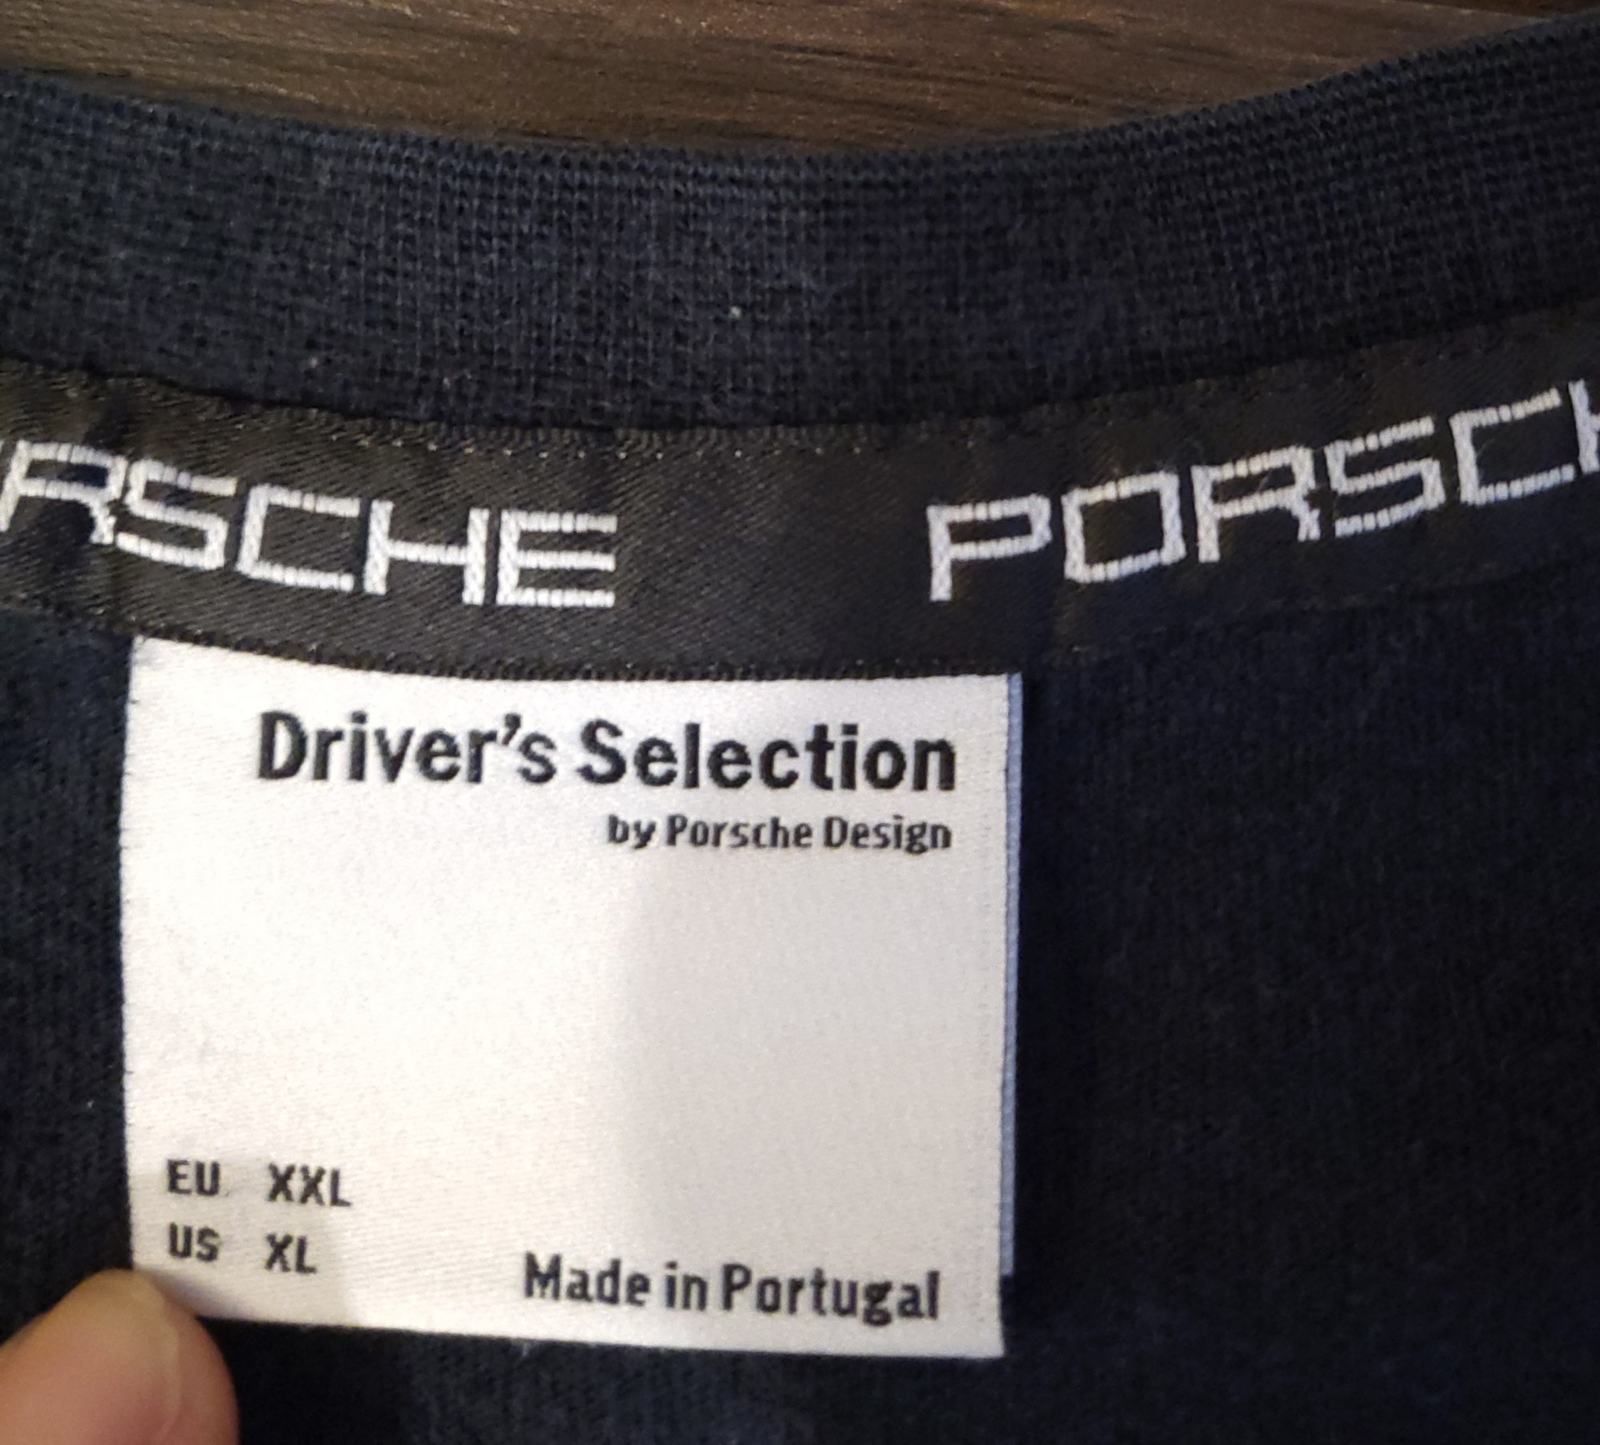 RSCHE PORSCH
Driver's Selection
by Porsche Design
EU XXL
US XL
Made in Portugal